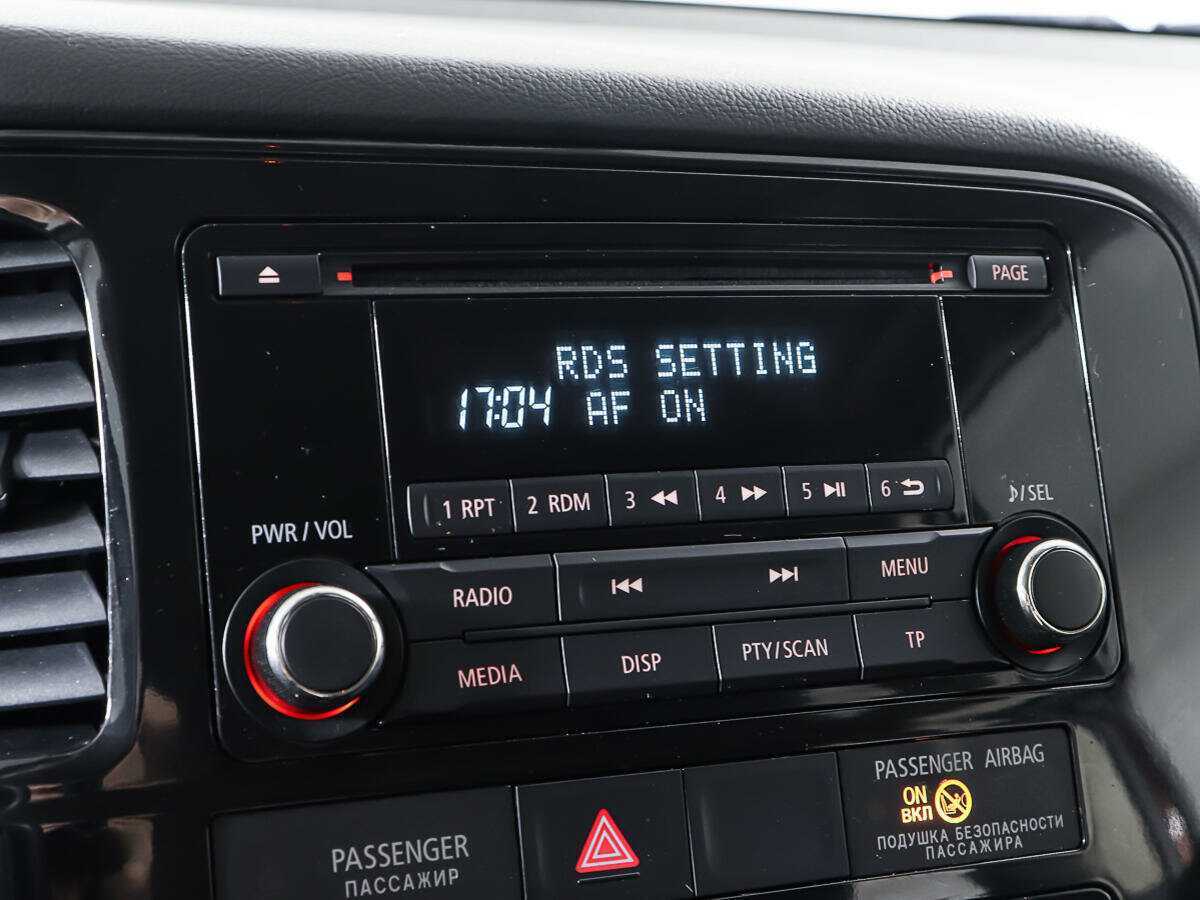 PAGE
RDS SETTING
17:04 AF ON
1 RPT 2 RDM 3 4 5 6
PWR / VOL
♪/SEL
RADIO MENU
MEDIA DISP PTY/SCAN TP
PASSENGER AIRBAG
ON
ВКЛ
ПОДУШКА БЕЗОПАСНОСТИ
ПАССАЖИРА
PASSENGER
ПАССАЖИР